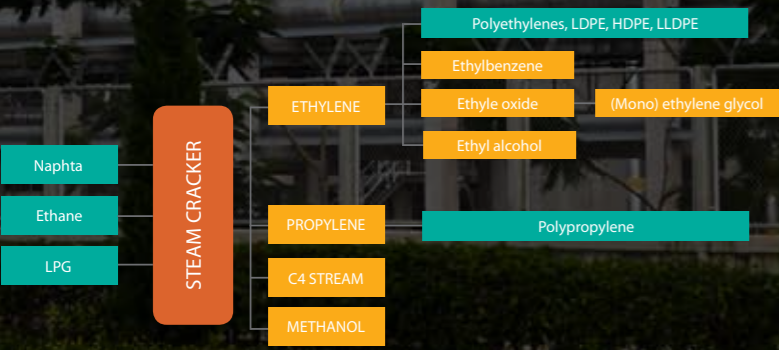 Polyethylenes, LDPE, HDPE, LLDPE
Ethylbenzene
ETHYLENE
Ethyle oxide
(Mono) ethylene glycol
Ethyl alcohol
Naphta
Ethane
LPG
STEAM CRACKER
PROPYLENE
Polypropylene
C4 STREAM
METHANOL